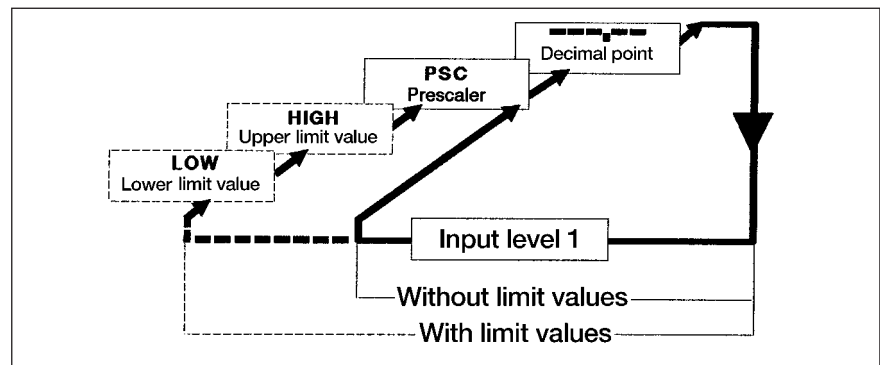 Decimal point
PSC
Prescaler
HIGH
Upper limit value
LOW
Lower limit value
Input level 1
Without limit values
With limit values